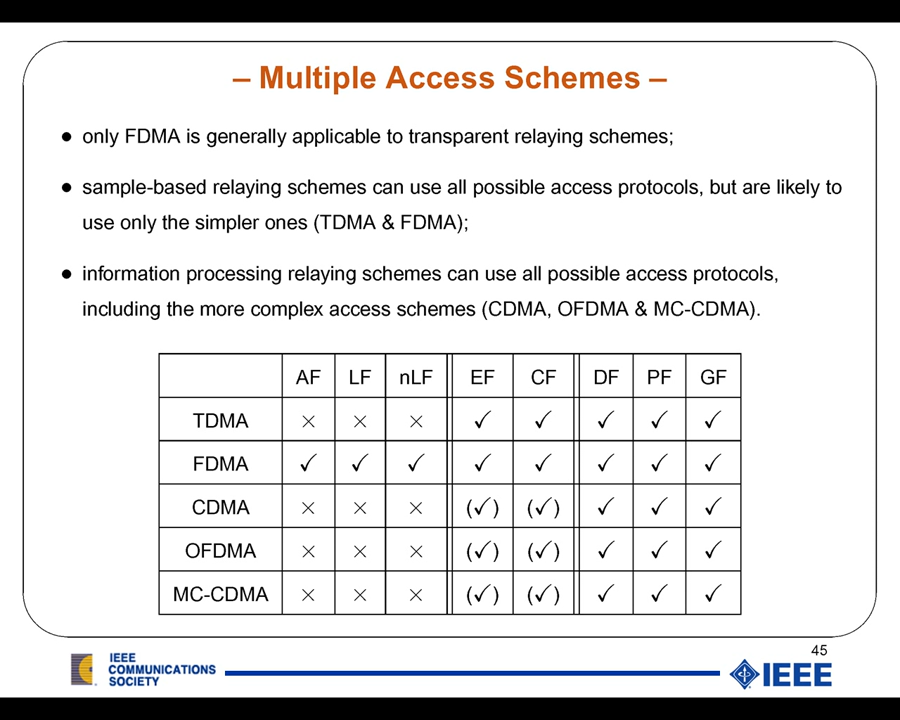 – Multiple Access Schemes –
● only FDMA is generally applicable to transparent relaying schemes;
● sample-based relaying schemes can use all possible access protocols, but are likely to
use only the simpler ones (TDMA & FDMA);
● information processing relaying schemes can use all possible access protocols,
including the more complex access schemes (CDMA, OFDMA & MC-CDMA).
AF LF nLF EF CF DF PF GF
TDMA × × × ✓ ✓ ✓ ✓ ✓
FDMA ✓ ✓ ✓ ✓ ✓ ✓ ✓ ✓
CDMA × × × (✓) (✓) ✓ ✓ ✓
OFDMA × × × (✓) (✓) ✓ ✓ ✓
MC-CDMA × × × (✓) (✓) ✓ ✓ ✓
45
IEEE
COMMUNICATIONS
SOCIETY
IEEE